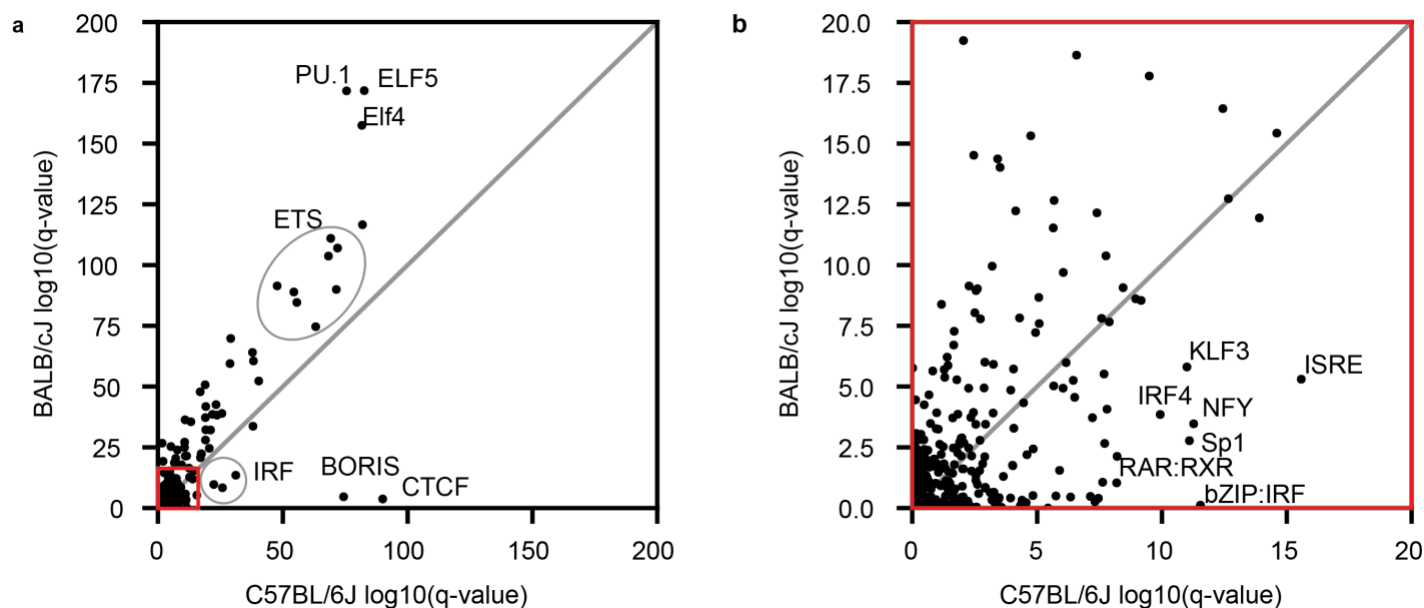 a
200
175
150
125
100
75
50
25
0
BALB/cJ log10(q-value)
0
50
100
150
200
C57BL/6J log10(q-value)
PU.1
ELF5
Elf4
ETS
IRF
BORIS
CTCF
b
20.0
17.5
15.0
12.5
10.0
7.5
5.0
2.5
0.0
BALB/cJ log10(q-value)
0
5
10
15
20
C57BL/6J log10(q-value)
KLF3
ISRE
IRF4
NFY
Sp1
RAR:RXR
bZIP:IRF